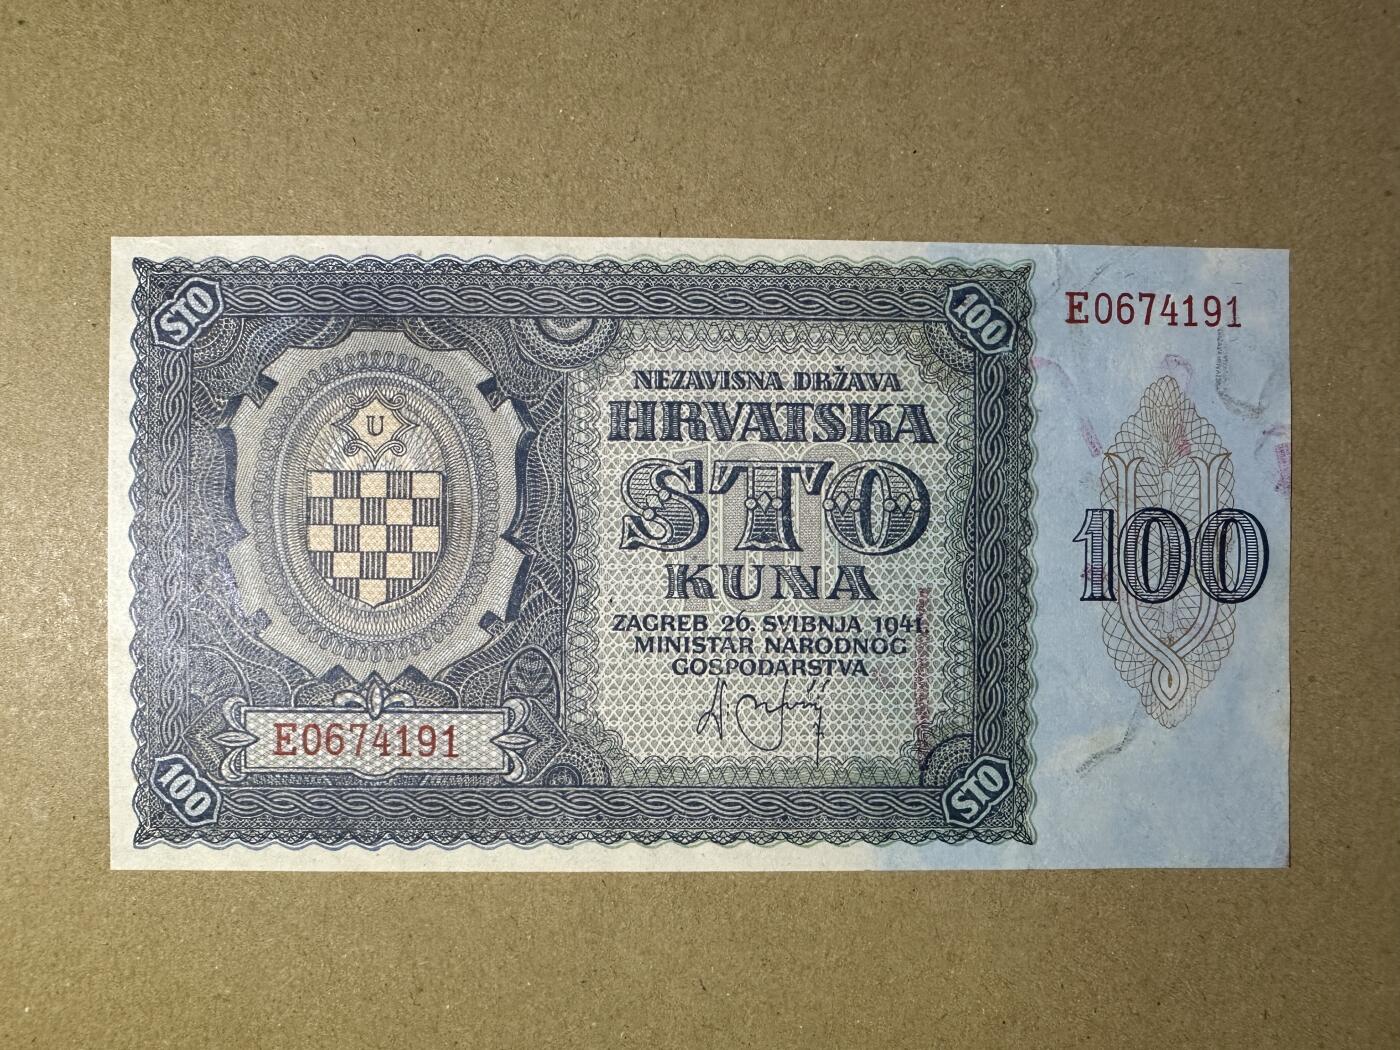 STO
100
E0674191
U
NEZAVISNA DRŽAVA
HRVATSKA
STO
KUNA
ZAGREB 26. SVIBNJA 1941.
MINISTAR NARODNOG
GOSPODARSTVA
100
E0674191
100
STO